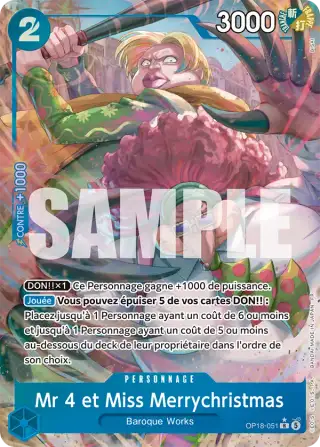 2
3000
斬
打
CONTRE +1000
SAMPLE
DON!!×1 Ce Personnage gagne +1000 de puissance.
Jouée Vous pouvez épuiser 5 de vos cartes DON!! :
Placez jusqu'à 1 Personnage ayant un coût de 6 ou moins
et jusqu'à 1 Personnage ayant un coût de 5 ou moins
au-dessous du deck de leur propriétaire dans l'ordre de
son choix.
PERSONNAGE
Mr 4 et Miss Merrychristmas
Baroque Works
OP18-051 R